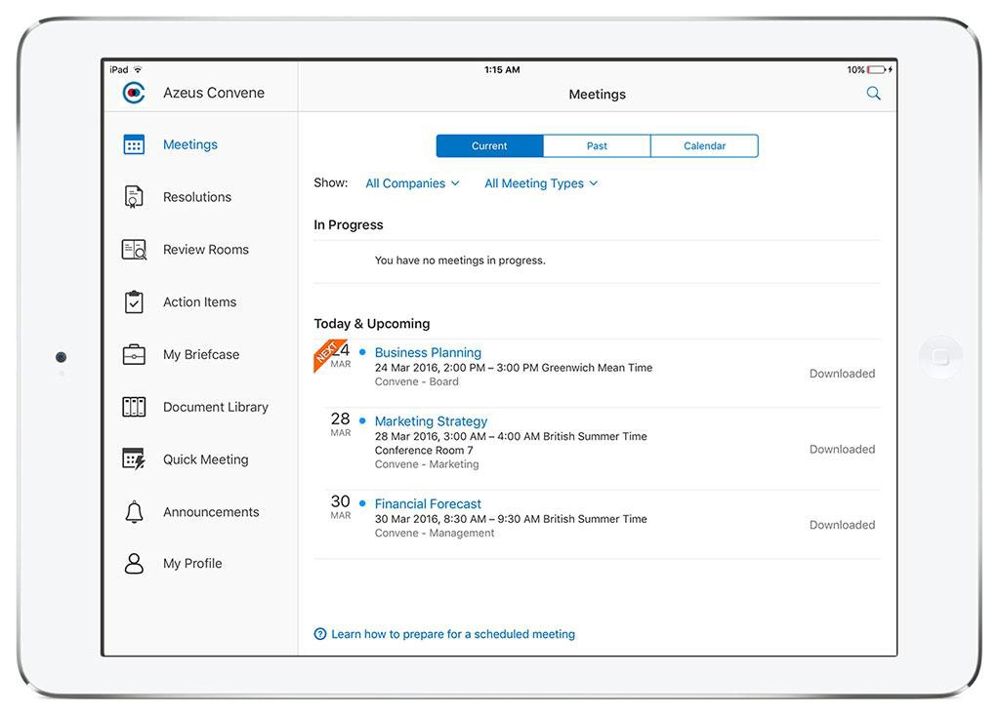 iPad
1:15 AM
10%
Azeus Convene
Meetings
Meetings
Resolutions
Review Rooms
Action Items
My Briefcase
Document Library
Quick Meeting
Announcements
My Profile
Current
Past
Calendar
Show:
All Companies
All Meeting Types
In Progress
You have no meetings in progress.
Today & Upcoming
NEXT
24
MAR
Business Planning
24 Mar 2016, 2:00 PM – 3:00 PM Greenwich Mean Time
Convene - Board
Downloaded
28
MAR
Marketing Strategy
28 Mar 2016, 3:00 AM – 4:00 AM British Summer Time
Conference Room 7
Convene - Marketing
Downloaded
30
MAR
Financial Forecast
30 Mar 2016, 8:30 AM – 9:30 AM British Summer Time
Convene - Management
Downloaded
Learn how to prepare for a scheduled meeting